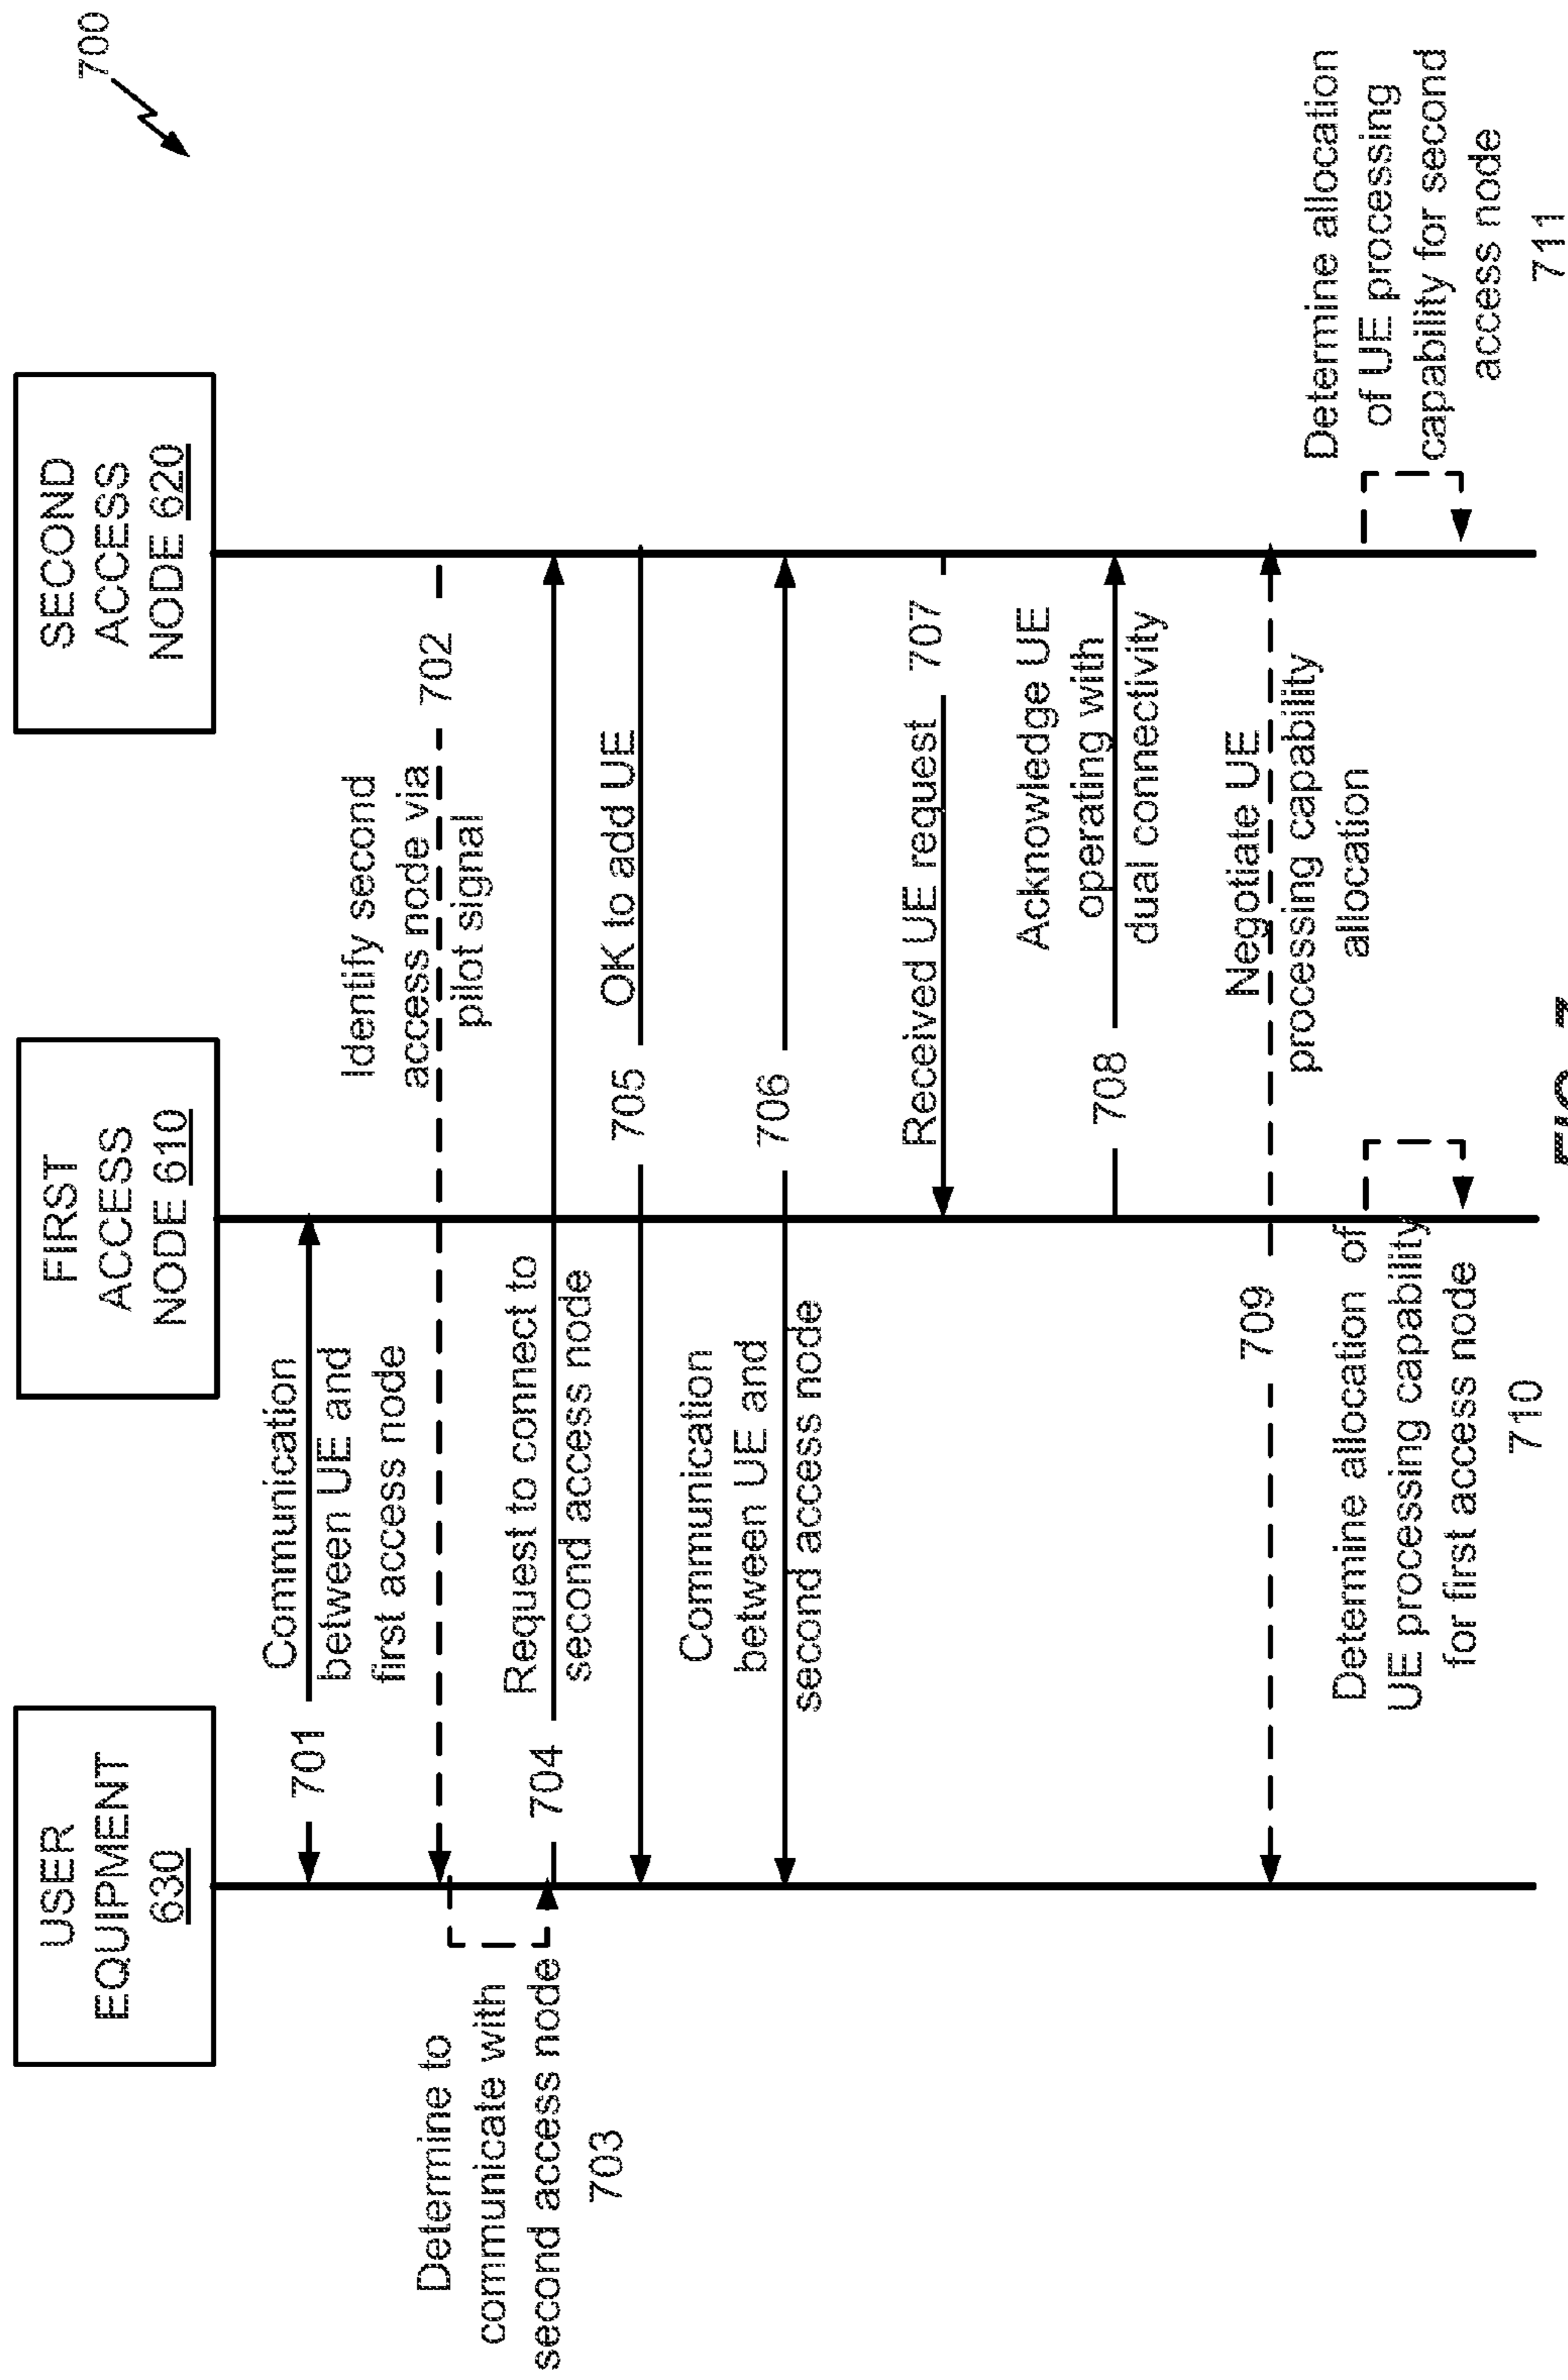 700
USER
EQUIPMENT
630
FIRST
ACCESS
NODE 610
SECOND
ACCESS
NODE 620
701
Communication
between UE and
first access node
Identify second
access node via
pilot signal
702
Determine to
communicate with
second access node
703
704
Request to connect to
second access node
705
OK to add UE
Communication
between UE and
second access node
706
Received UE request
707
708
Acknowledge UE
operating with
dual connectivity
709
Negotiate UE
processing capability
allocation
Determine allocation of
UE processing capability
for first access node
710
Determine allocation
of UE processing
capability for second
access node
711
FIG. 7